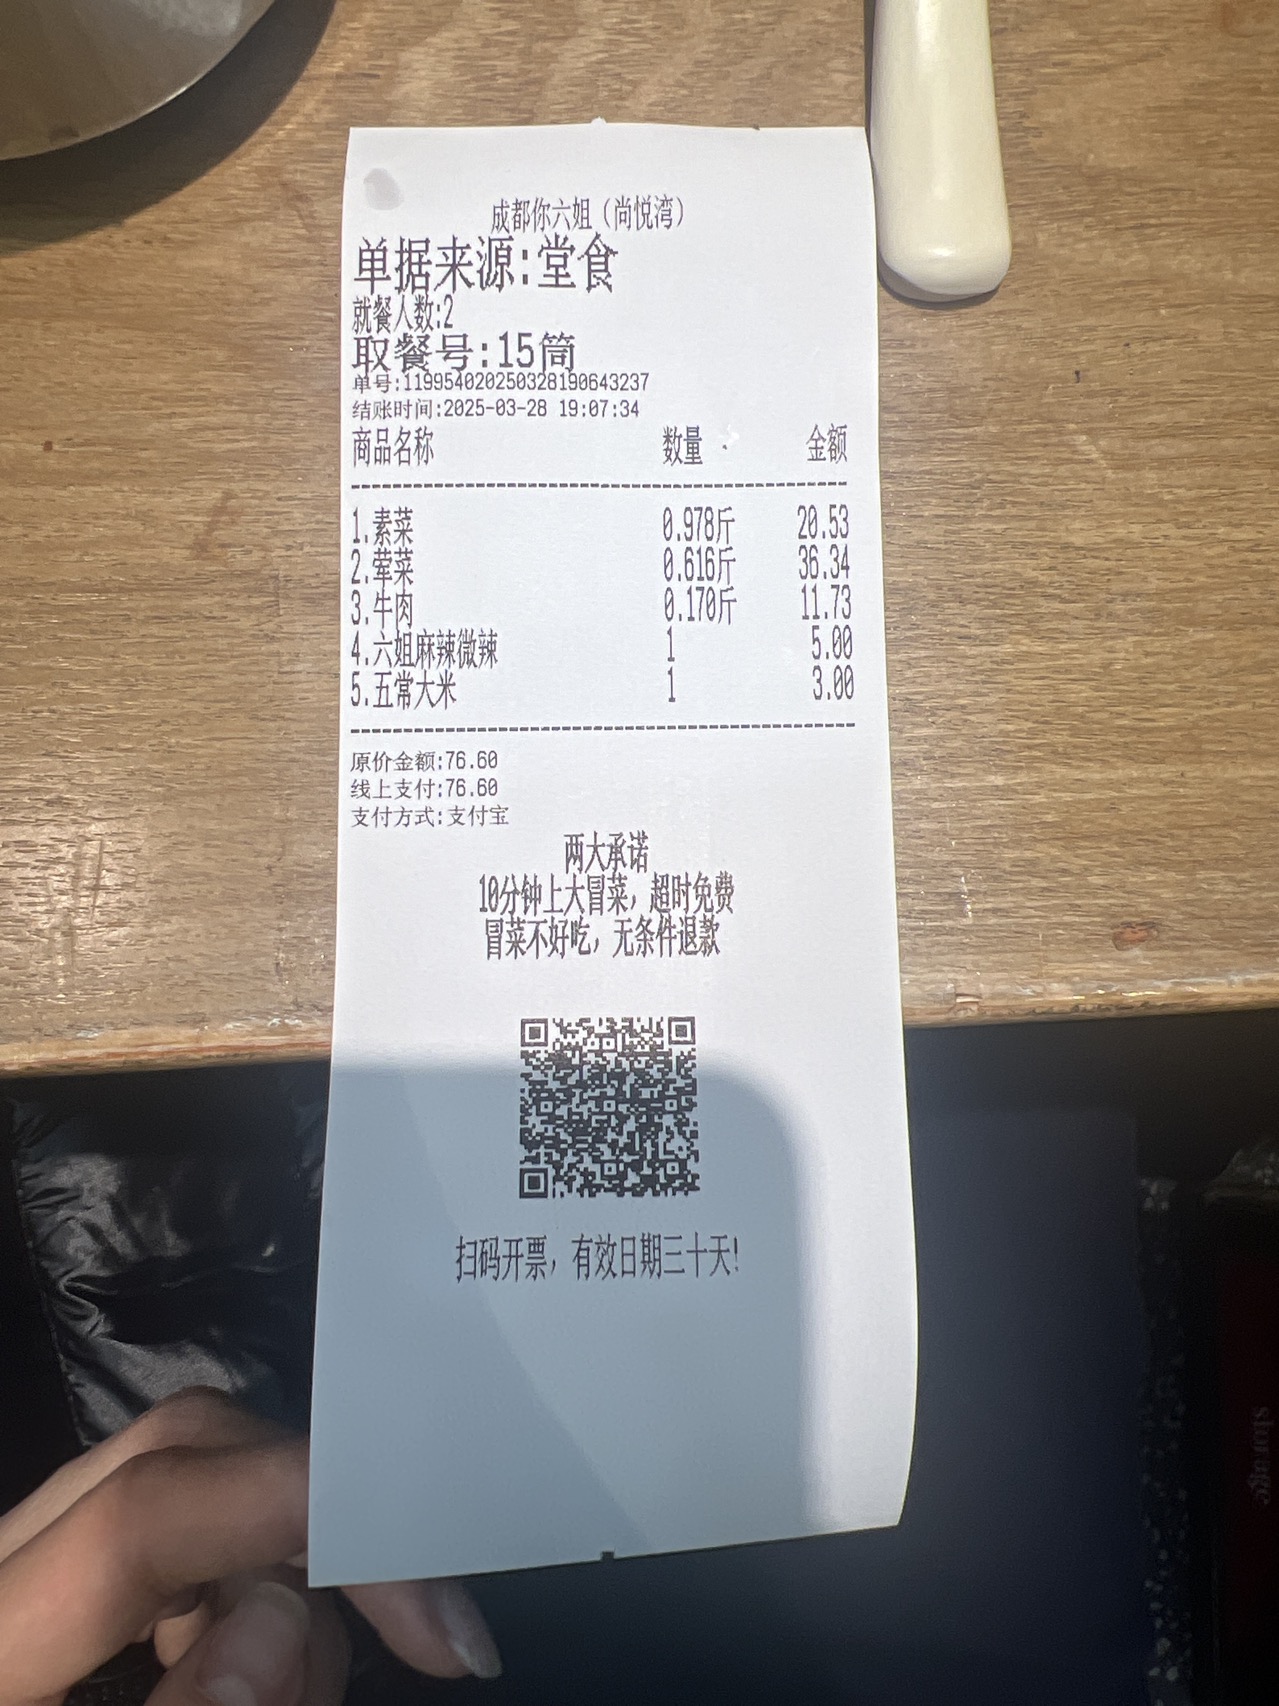 成都你六姐（尚悦湾）
单据来源:堂食
就餐人数:2
取餐号:15筒
单号:119954020250328190643237
结账时间:2025-03-28 19:07:34
商品名称 数量 金额
1.素菜 0.978斤 20.53
2.荤菜 0.616斤 36.34
3.牛肉 0.170斤 11.73
4.六姐麻辣微辣 1 5.00
5.五常大米 1 3.00
原价金额:76.60
线上支付:76.60
支付方式:支付宝
两大承诺
10分钟上大冒菜，超时免费
冒菜不好吃，无条件退款
扫码开票，有效日期三十天!
storage